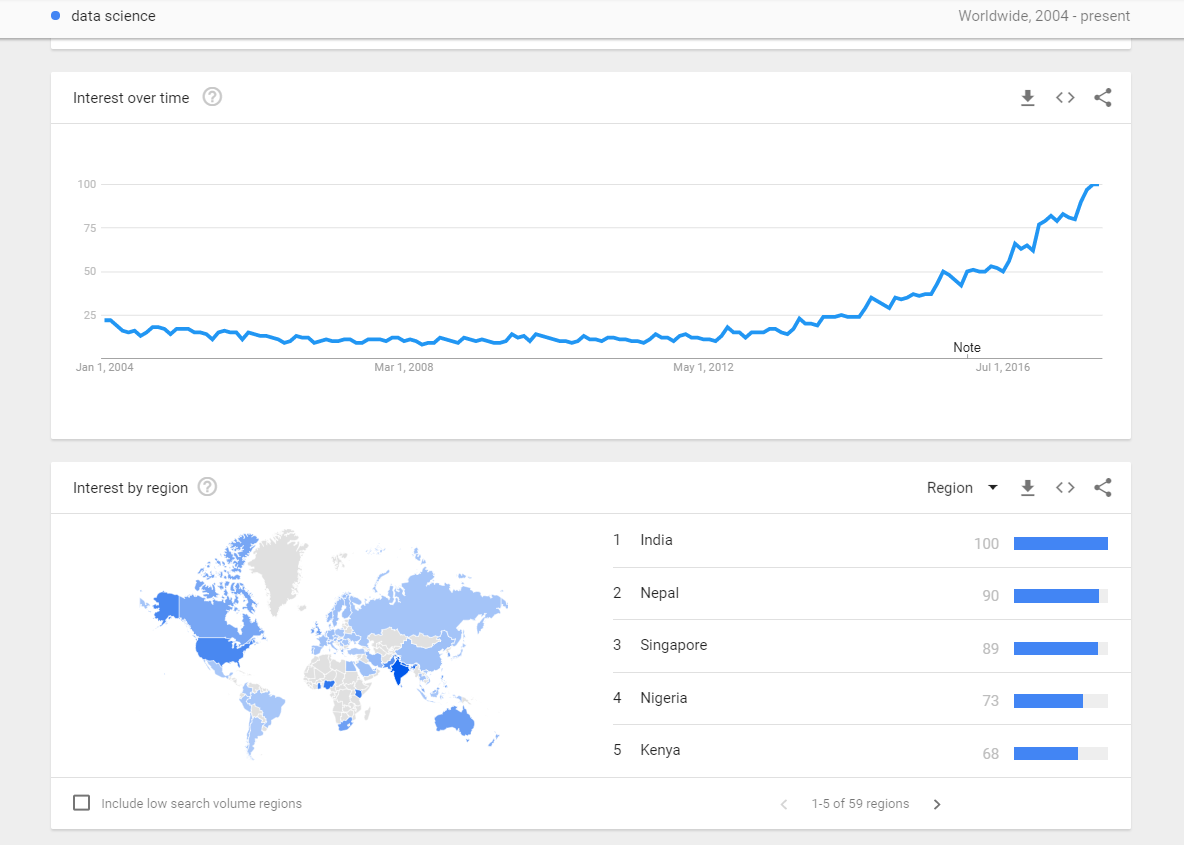 data science
Worldwide, 2004 - present
Interest over time ?
100
75
50
25
Note
Jan 1, 2004
Mar 1, 2008
May 1, 2012
Jul 1, 2016
Interest by region ?
Region
1 India 100
2 Nepal 90
3 Singapore 89
4 Nigeria 73
5 Kenya 68
Include low search volume regions
1-5 of 59 regions